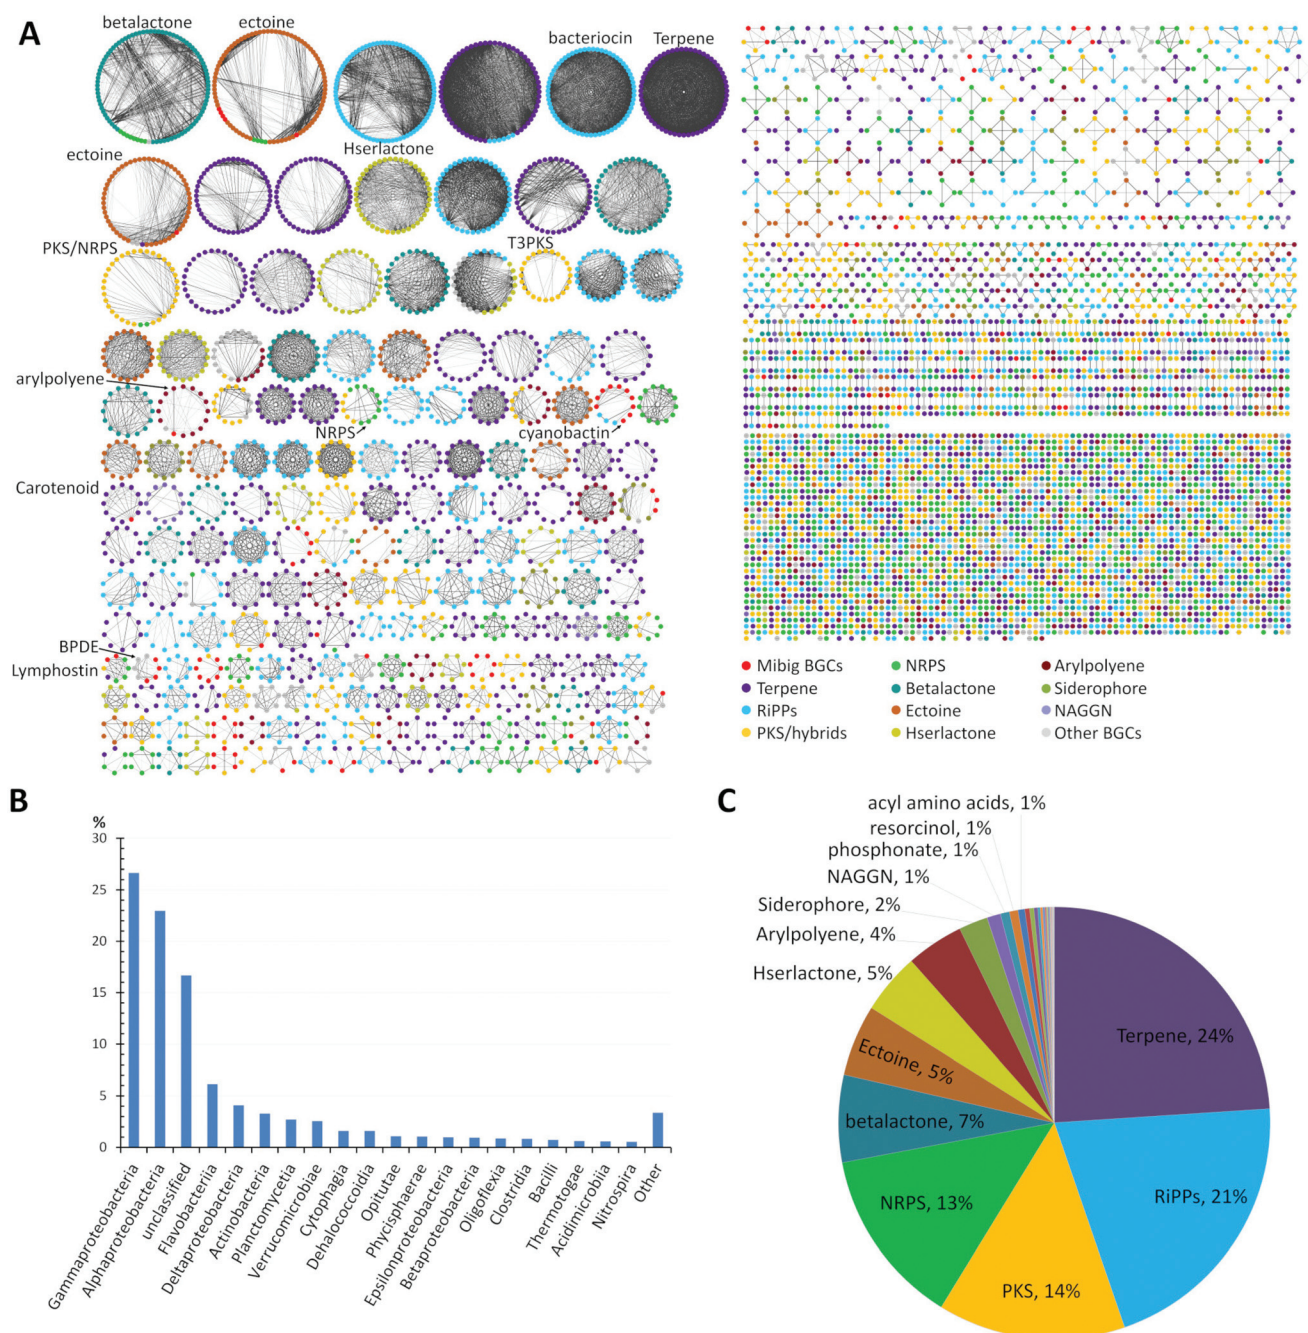 A
betalactone
ectoine
bacteriocin
Terpene
ectoine
Hserlactone
PKS/NRPS
T3PKS
arylpolyene
NRPS
cyanobactin
Carotenoid
BPDE
Lymphostin
Mibig BGCs
NRPS
Arylpolyene
Terpene
Betalactone
Siderophore
RiPPs
Ectoine
NAGGN
PKS/hybrids
Hserlactone
Other BGCs
B
%
30
25
20
15
10
5
0
Gammaproteobacteria
Alphaproteobacteria
unclassified
Flavobacteriia
Deltaproteobacteria
Actinobacteria
Planctomycetia
Verrucomicrobiae
Cytophagia
Dehalococcoidia
Opitutae
Phycisphaerae
Epsilonproteobacteria
Betaproteobacteria
Oligoflexia
Clostridia
Bacilli
Thermotogae
Acidimicrobiia
Nitrospira
Other
C
acyl amino acids, 1%
resorcinol, 1%
phosphonate, 1%
NAGGN, 1%
Siderophore, 2%
Arylpolyene, 4%
Hserlactone, 5%
Ectoine, 5%
betalactone, 7%
NRPS, 13%
PKS, 14%
RiPPs, 21%
Terpene, 24%